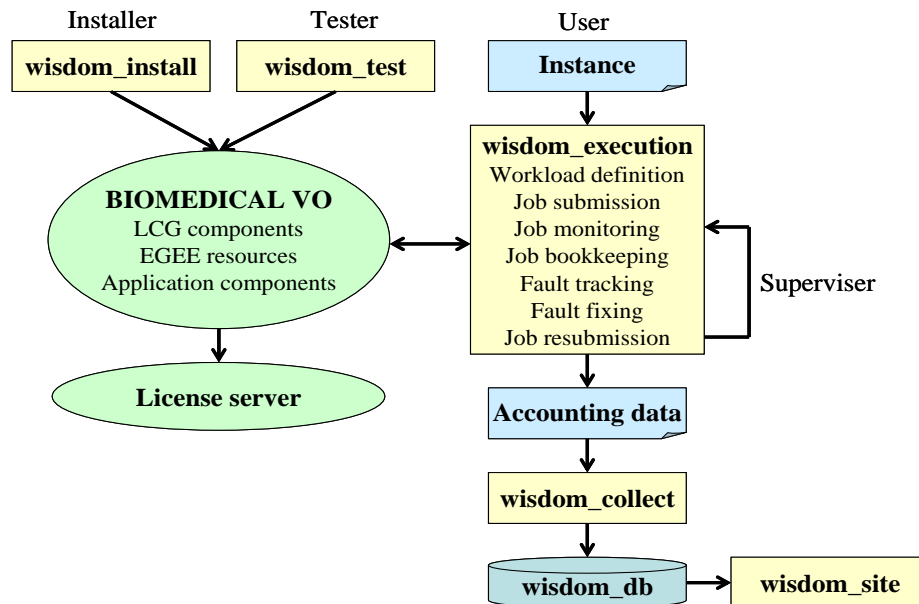 Installer
Tester
User
wisdom_install
wisdom_test
Instance
wisdom_execution
Workload definition
Job submission
Job monitoring
Job bookkeeping
Fault tracking
Fault fixing
Job resubmission
BIOMEDICAL VO
LCG components
EGEE resources
Application components
Superviser
License server
Accounting data
wisdom_collect
wisdom_db
wisdom_site